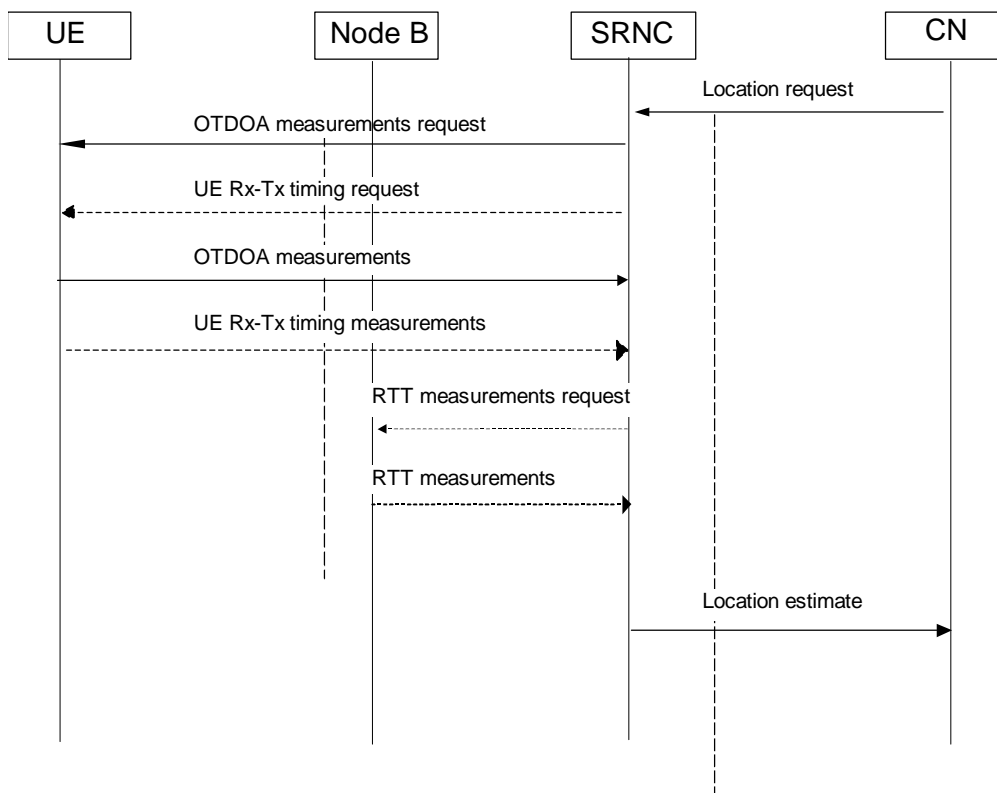 UE
Node B
SRNC
CN
Location request
OTDOA measurements request
UE Rx-Tx timing request
OTDOA measurements
UE Rx-Tx timing measurements
RTT measurements request
RTT measurements
Location estimate